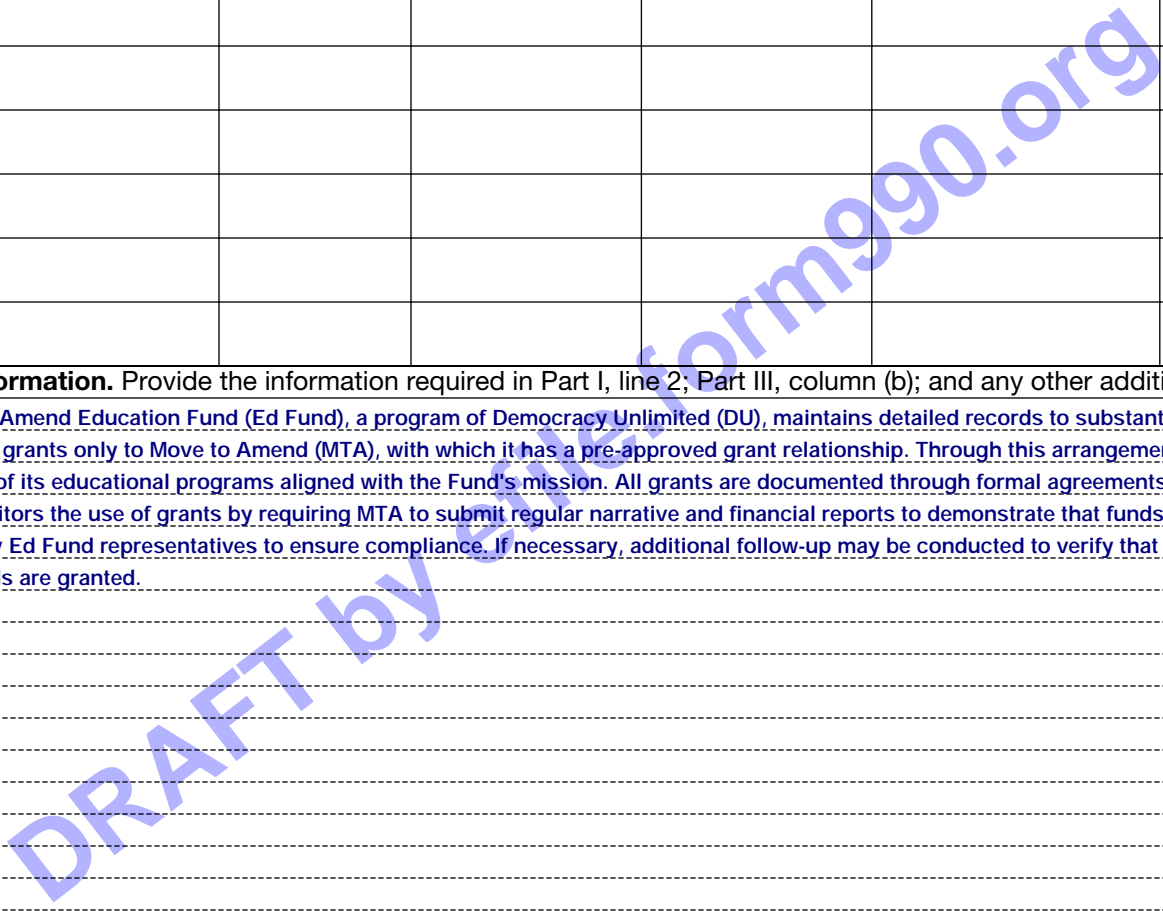 ormation. Provide the information required in Part I, line 2; Part III, column (b); and any other additi
Amend Education Fund (Ed Fund), a program of Democracy Unlimited (DU), maintains detailed records to substant
grants only to Move to Amend (MTA), with which it has a pre-approved grant relationship. Through this arrangemen
of its educational programs aligned with the Fund's mission. All grants are documented through formal agreements
itors the use of grants by requiring MTA to submit regular narrative and financial reports to demonstrate that funds
y Ed Fund representatives to ensure compliance. If necessary, additional follow-up may be conducted to verify that
ds are granted.
DRAFT by efile.form990.org